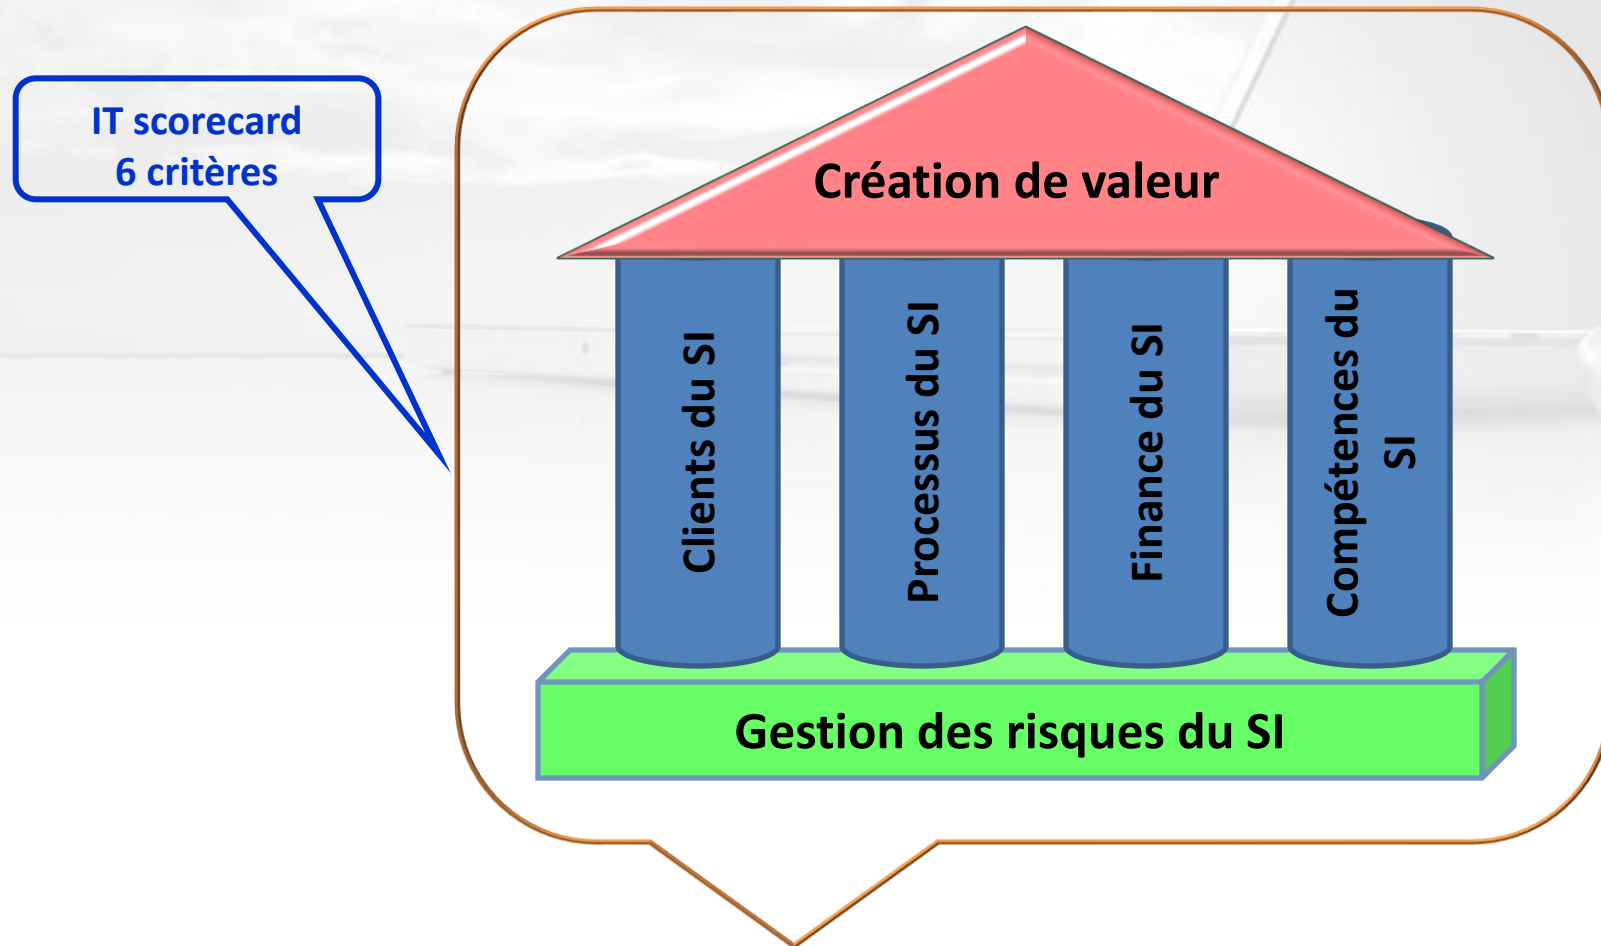 IT scorecard
6 critères
Création de valeur
Clients du SI
Processus du SI
Finance du SI
Compétences du
SI
Gestion des risques du SI